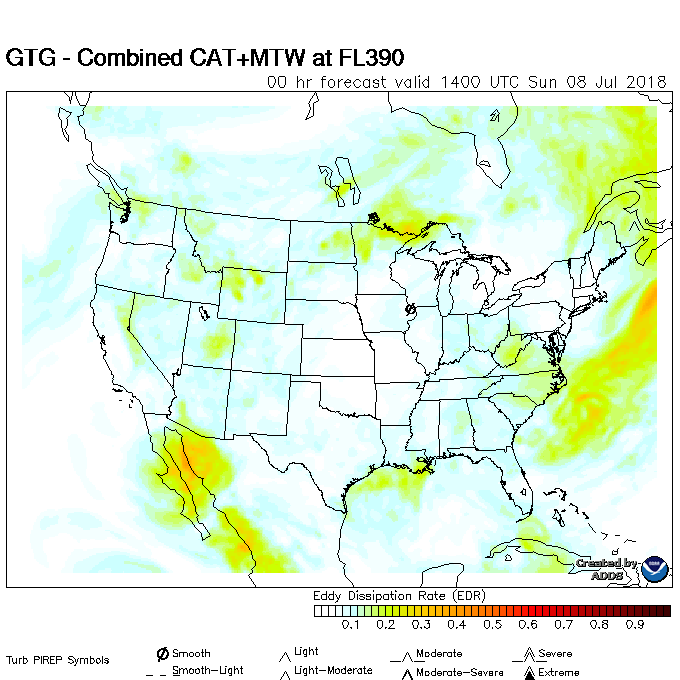 GTG - Combined CAT+MTW at FL390
00 hr forecast valid 1400 UTC Sun 08 Jul 2018
Created by
ADDS
Eddy Dissipation Rate (EDR)
0.1 0.2 0.3 0.4 0.5 0.6 0.7 0.8 0.9
Turb PIREP Symbols
Smooth Light Moderate Severe
Smooth-Light Light-Moderate Moderate-Severe Extreme